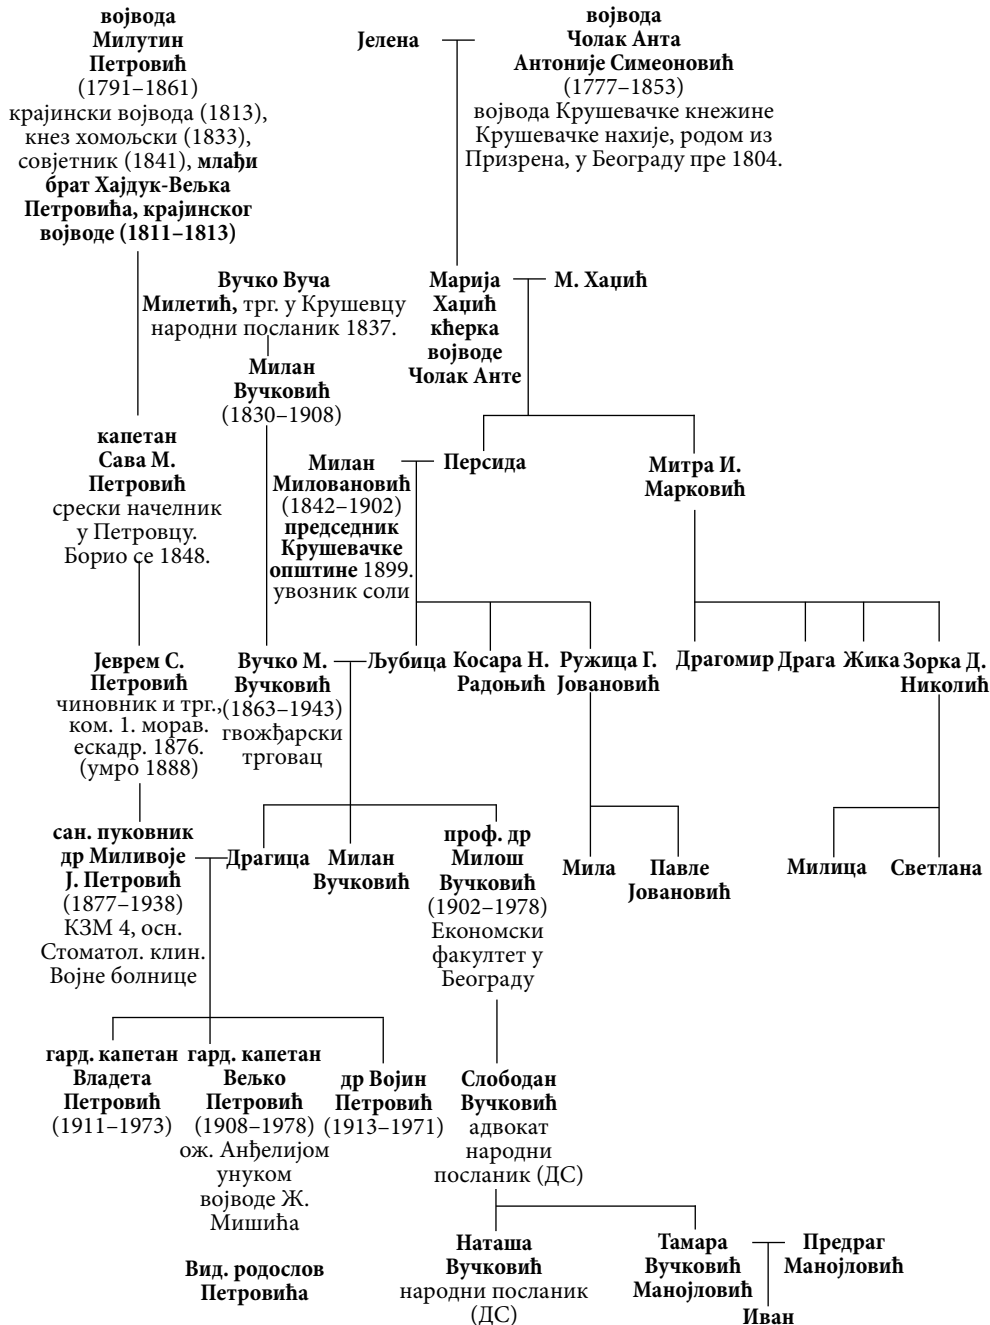 војвода
Милутин
Петровић
(1791–1861)
крајински војвода (1813),
кнез хомољски (1833),
совјетник (1841), млађи
брат Хајдук-Вељка
Петровића, крајинског
војводе (1811–1813)
Јелена
војвода
Чолак Анта
Антоније Симеоновић
(1777–1853)
војвода Крушевачке кнежине
Крушевачке нахије, родом из
Призрена, у Београду пре 1804.
Вучко Вуча
Милетић, трг. у Крушевцу
народни посланик 1837.
Марија
Хаџић
кћерка
војводе
Чолак Анте
М. Хаџић
Милан
Вучковић
(1830–1908)
капетан
Сава М.
Петровић
срески начелник
у Петровцу.
Борио се 1848.
Милан
Миловановић
(1842–1902)
председник
Крушевачке
општине 1899.
увозник соли
Персида
Митра И.
Марковић
Јеврем С.
Петровић
чиновник и трг.,
ком. 1. морав.
ескадр. 1876.
(умро 1888)
Вучко М.
Вучковић
(1863–1943)
гвожђарски
трговац
Љубица
Косара Н.
Радоњић
Ружица Г.
Јовановић
Драгомир
Драга
Жика
Зорка Д.
Николић
сан. пуковник
др Миливоје
Ј. Петровић
(1877–1938)
КЗМ 4, осн.
Стоматол. клин.
Војне болнице
Драгица
Милан
Вучковић
проф. др
Милош
Вучковић
(1902–1978)
Економски
факултет у
Београду
Мила
Павле
Јовановић
Милица
Светлана
гард. капетан
Владета
Петровић
(1911–1973)
гард. капетан
Вељко
Петровић
(1908–1978)
ож. Анђелијом
унуком
војводе Ж.
Мишића
др Војин
Петровић
(1913–1971)
Слободан
Вучковић
адвокат
народни
посланик (ДС)
Вид. родослов
Петровића
Наташа
Вучковић
народни посланик
(ДС)
Тамара
Вучковић
Манојловић
Предраг
Манојловић
Иван